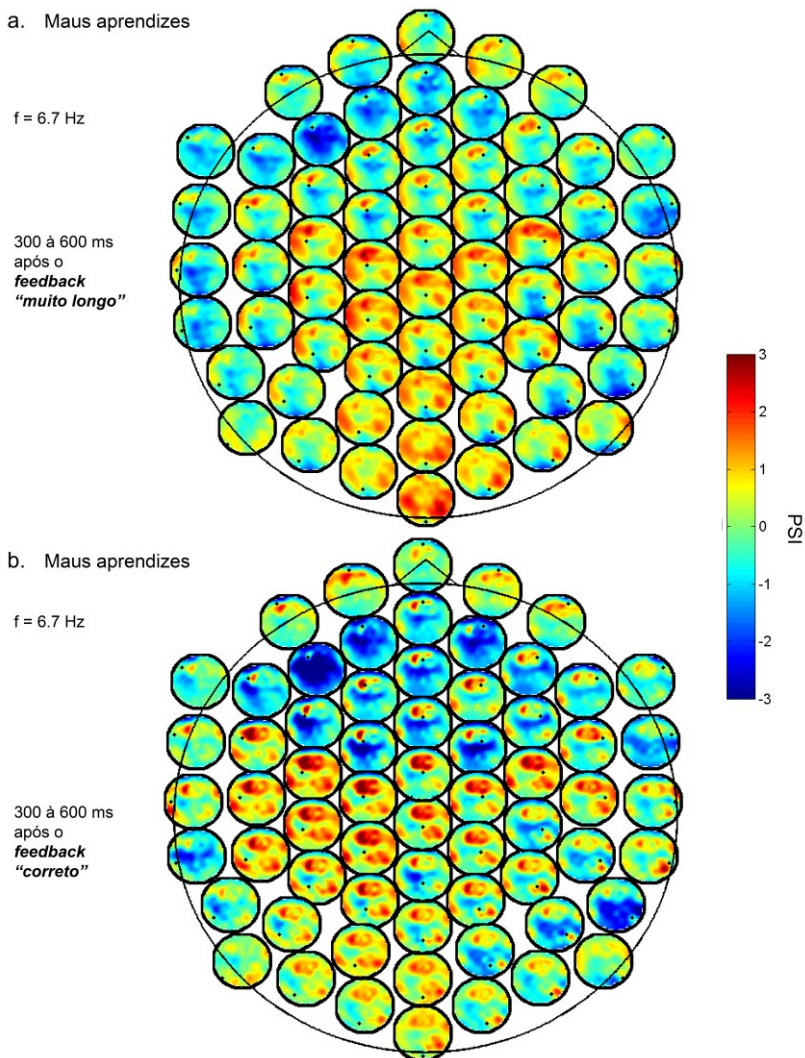 a. Maus aprendizes
f = 6.7 Hz
300 à 600 ms
após o
feedback
“muito longo”
3
2
1
0
-1
-2
-3
PSI
b. Maus aprendizes
f = 6.7 Hz
300 à 600 ms
após o
feedback
“correto”